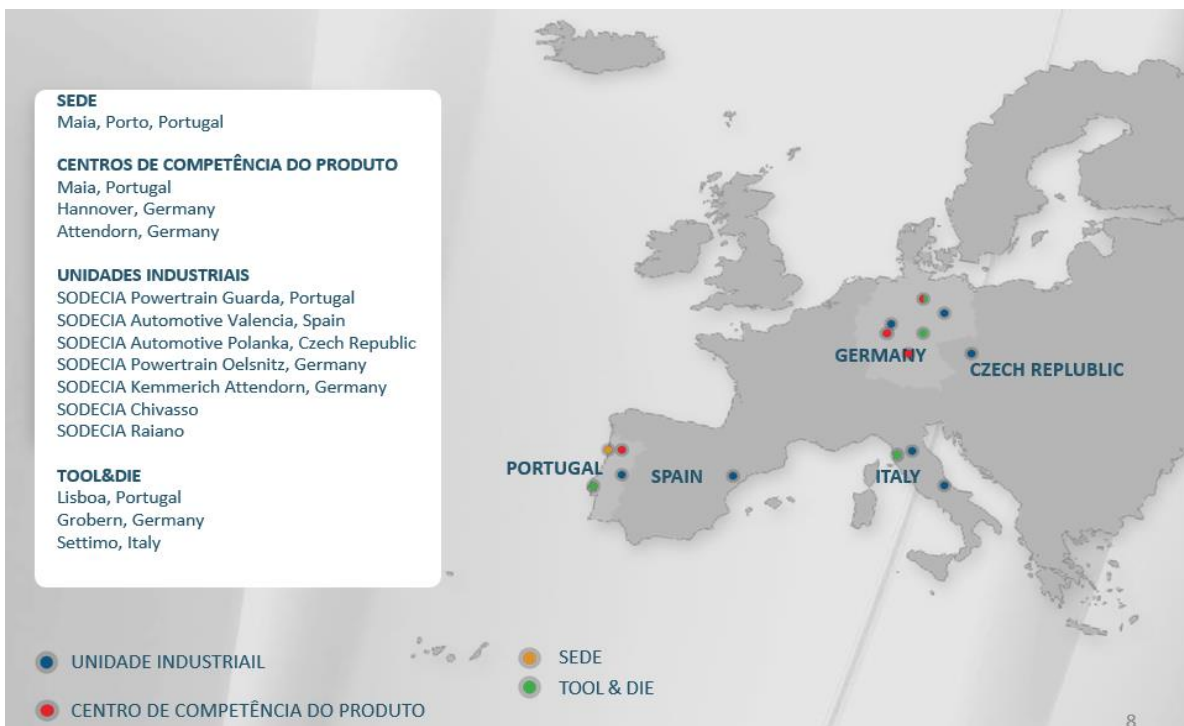 SEDE
Maia, Porto, Portugal
CENTROS DE COMPETÊNCIA DO PRODUTO
Maia, Portugal
Hannover, Germany
Attendorn, Germany
UNIDADES INDUSTRIAIS
SODECIA Powertrain Guarda, Portugal
SODECIA Automotive Valencia, Spain
SODECIA Automotive Polanka, Czech Republic
SODECIA Powertrain Oelsnitz, Germany
SODECIA Kemmerich Attendorn, Germany
SODECIA Chivasso
SODECIA Raiano
TOOL&DIE
Lisboa, Portugal
Grobern, Germany
Settimo, Italy
GERMANY
CZECH REPLUBLIC
PORTUGAL
SPAIN
ITALY
UNIDADE INDUSTRIAIL
CENTRO DE COMPETÊNCIA DO PRODUTO
SEDE
TOOL & DIE
8